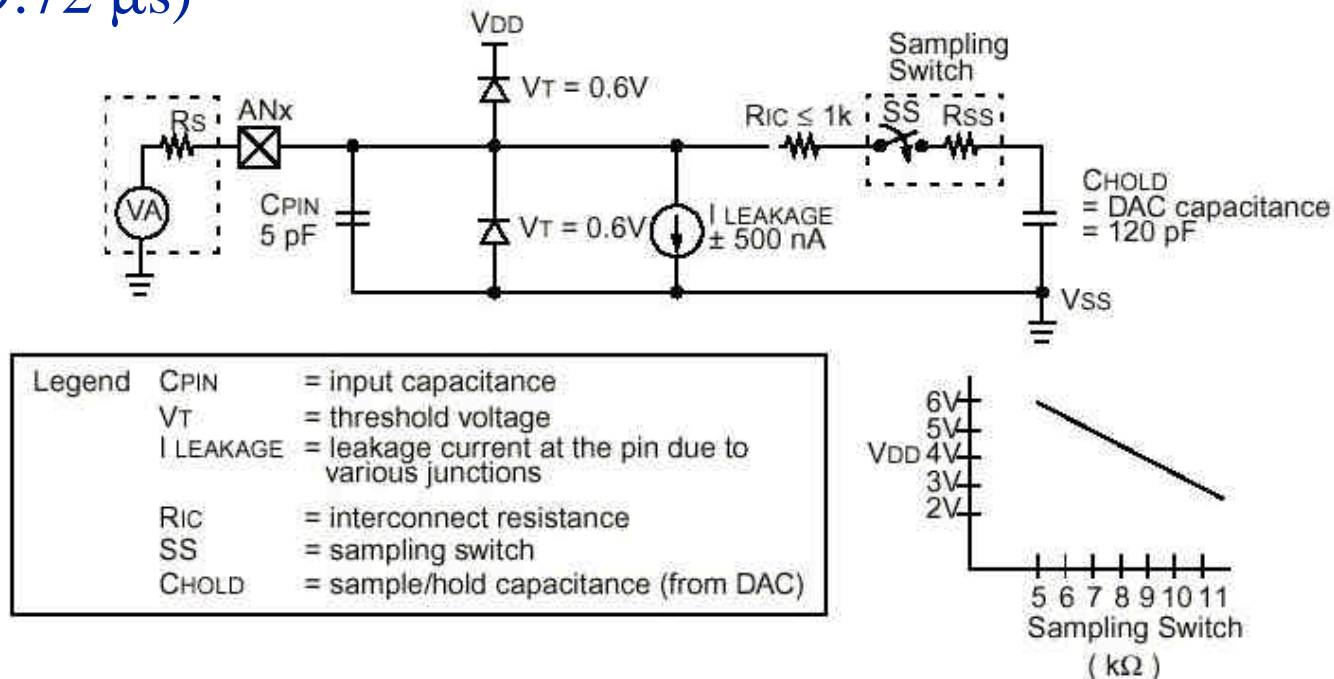 9.72 µs)
VDD
Sampling
Switch
VT = 0.6V
RS
ANx
RIC ≤ 1k
SS
RSS
VA
CPIN
5 pF
VT = 0.6V
I LEAKAGE
± 500 nA
CHOLD
= DAC capacitance
= 120 pF
VSS
Legend CPIN = input capacitance
VT = threshold voltage
I LEAKAGE = leakage current at the pin due to
various junctions
RIC = interconnect resistance
SS = sampling switch
CHOLD = sample/hold capacitance (from DAC)
6V
5V
VDD 4V
3V
2V
5 6 7 8 9 10 11
Sampling Switch
( kΩ )